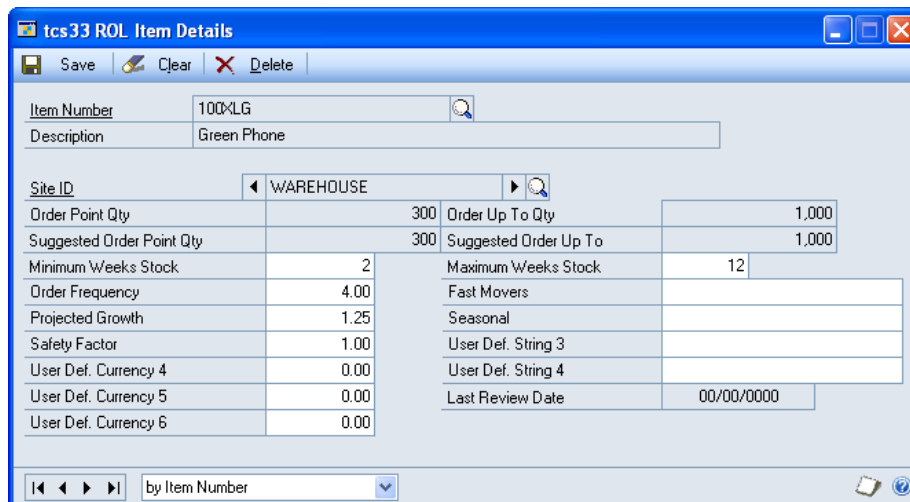 tcs33 ROL Item Details
Save Clear Delete
Item Number 100XLG
Description Green Phone
Site ID WAREHOUSE
Order Point Qty 300 Order Up To Qty 1,000
Suggested Order Point Qty 300 Suggested Order Up To 1,000
Minimum Weeks Stock 2 Maximum Weeks Stock 12
Order Frequency 4.00 Fast Movers
Projected Growth 1.25 Seasonal
Safety Factor 1.00 User Def. String 3
User Def. Currency 4 0.00 User Def. String 4
User Def. Currency 5 0.00 Last Review Date 00/00/0000
User Def. Currency 6 0.00
by Item Number